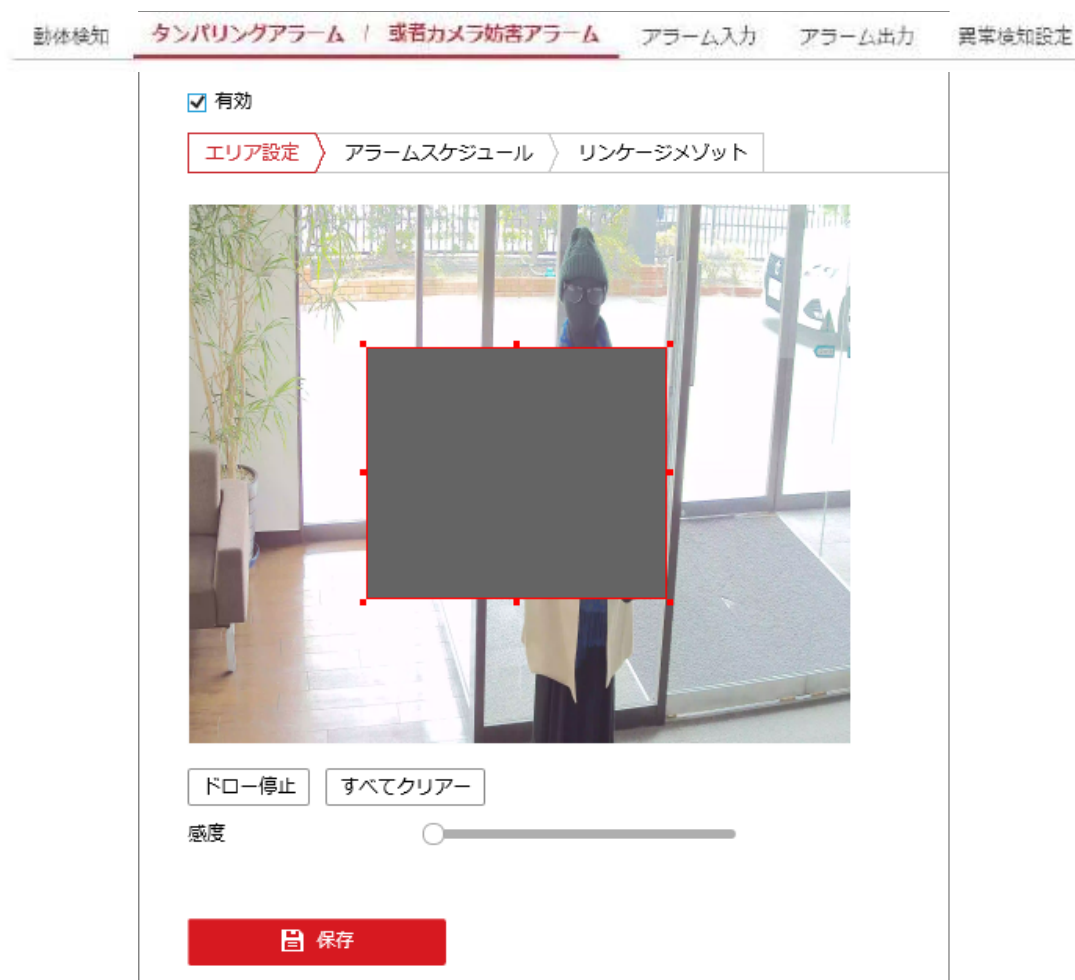 動体検知 タンパリングアラーム / 或者カメラ妨害アラーム アラーム入力 アラーム出力 異常検知設定
有効
エリア設定 アラームスケジュール リンケージメゾット
ドロー停止 すべてクリアー
感度
保存